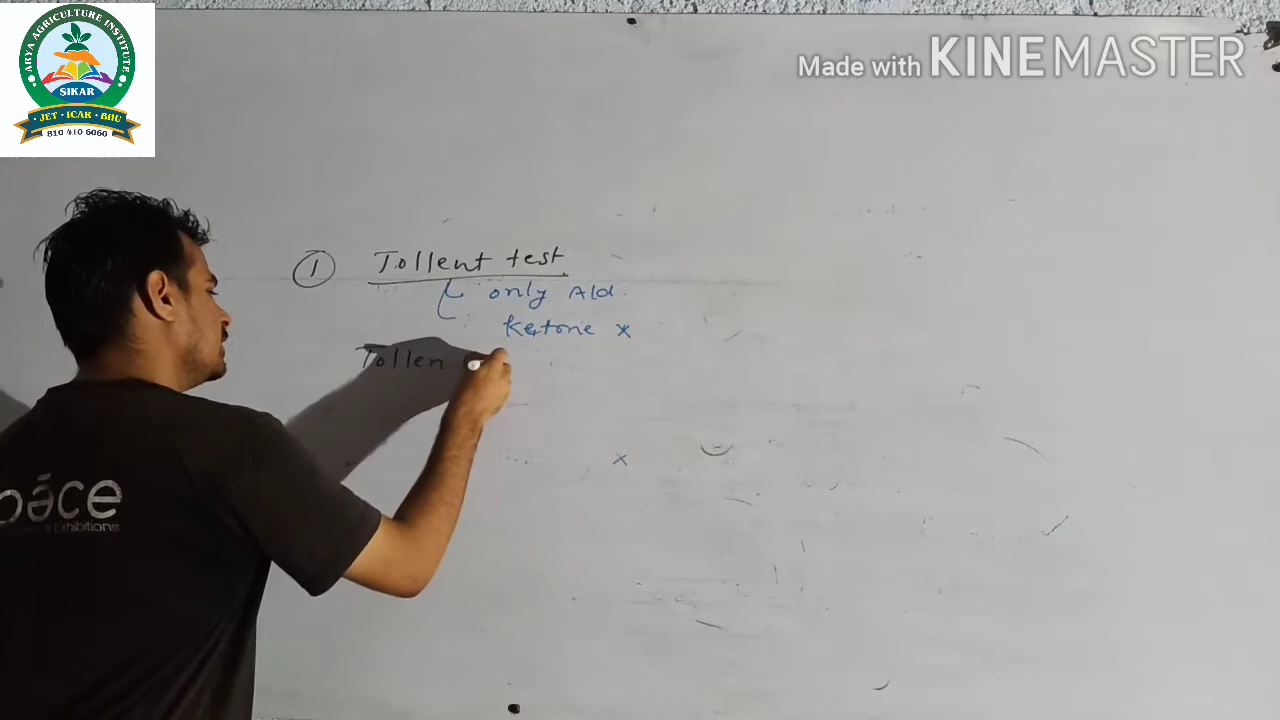 ARYA AGRICULTURE INSTITUTE
SIKAR
· JET · ICAR · BHU ·
810 410 6060
Made with KINEMASTER
1 Tollent test
only Ald.
Ketone ×
Tollen
×
pāce
Exhibitions